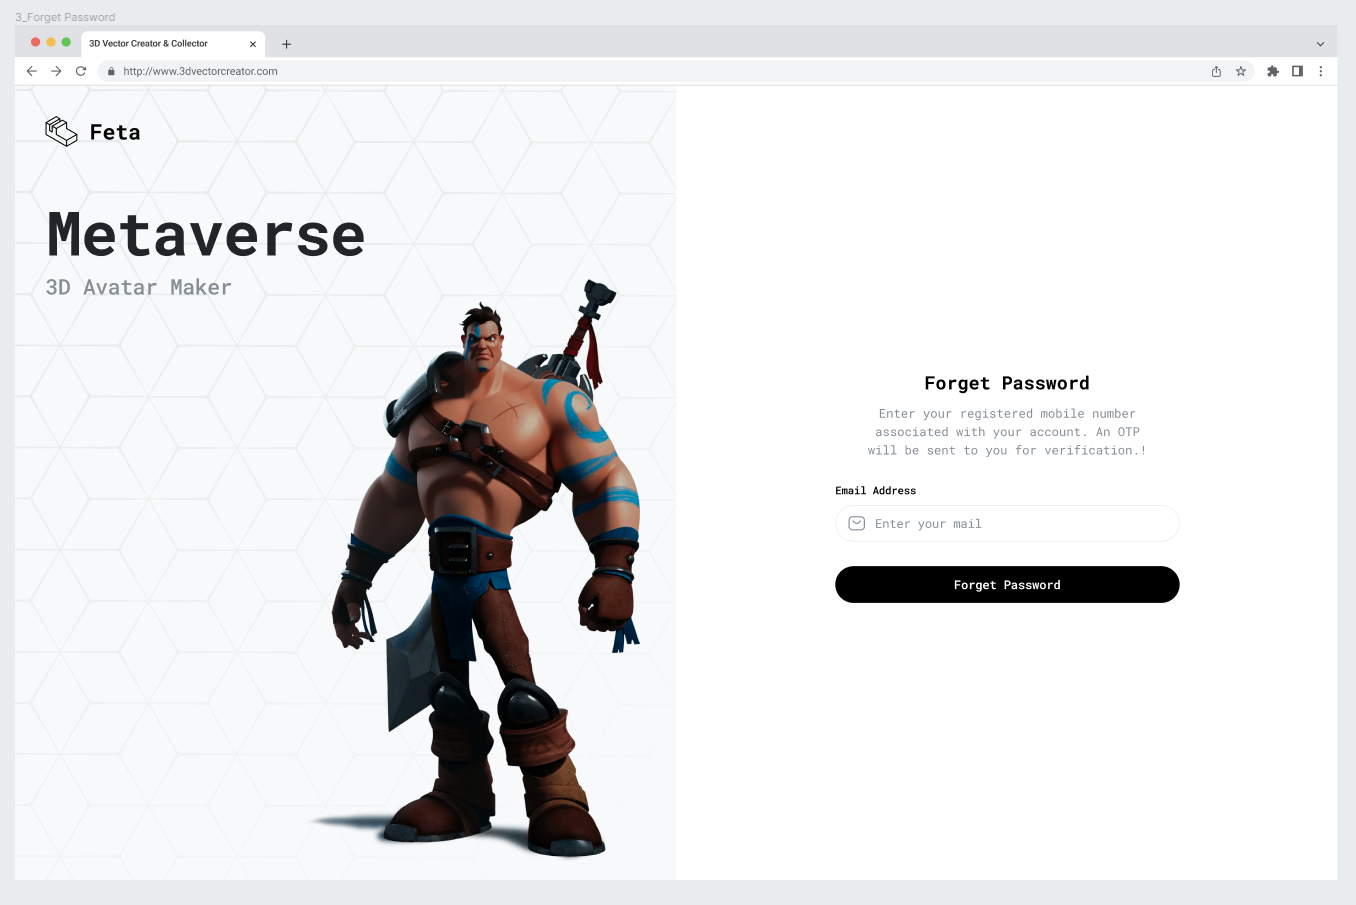 3_Forget Password
3D Vector Creator & Collector
http://www.3dvectorcreator.com
Feta
Metaverse
3D Avatar Maker
Forget Password
Enter your registered mobile number
associated with your account. An OTP
will be sent to you for verification.!
Email Address
Enter your mail
Forget Password